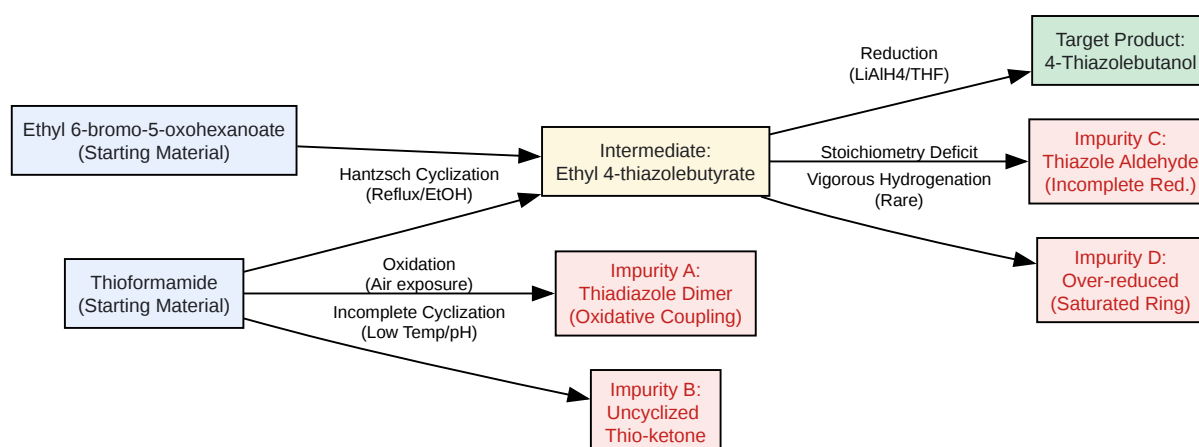 Ethyl 6-bromo-5-oxohexanoate
(Starting Material)
Thioformamide
(Starting Material)
Hantzsch Cyclization
(Reflux/EtOH)
Oxidation
(Air exposure)
Incomplete Cyclization
(Low Temp/pH)
Intermediate:
Ethyl 4-thiazolebutyrate
Impurity A:
Thiadiazole Dimer
(Oxidative Coupling)
Impurity B:
Uncyclized
Thio-ketone
Reduction
(LiAlH4/THF)
Stoichiometry Deficit
Vigorous Hydrogenation
(Rare)
Target Product:
4-Thiazolebutanol
Impurity C:
Thiazole Aldehyde
(Incomplete Red.)
Impurity D:
Over-reduced
(Saturated Ring)